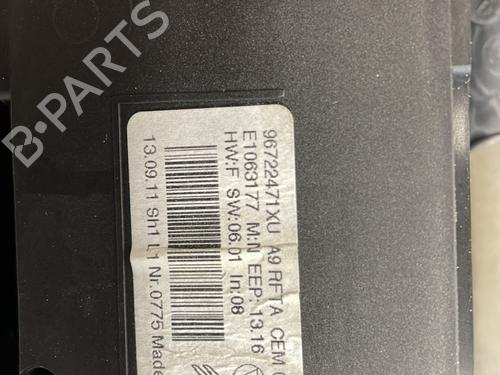 96722471XU A9 RFTA CEM
E1063177 M:N EEP:13.16
HW:F SW:06.01 In:08
13.09.11 Sh1 L1 Nr.0775 Made
B-PARTS